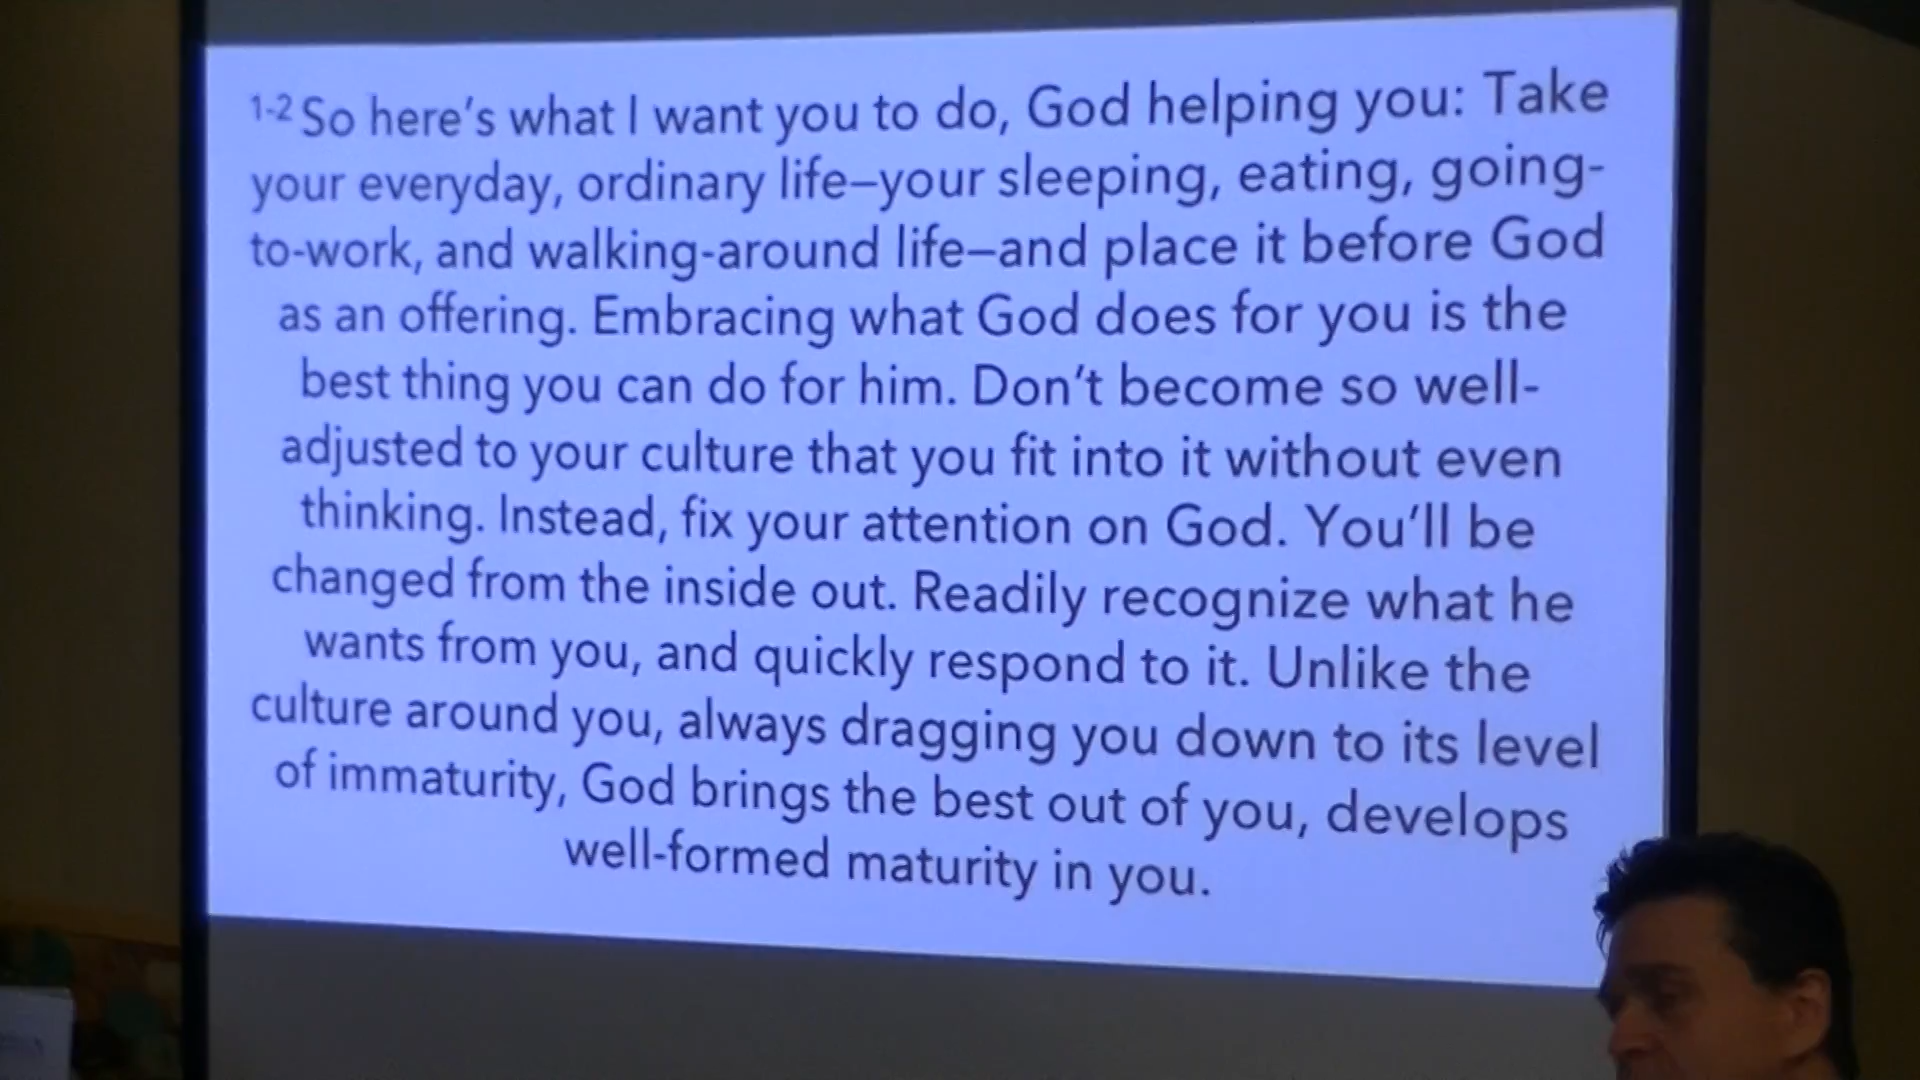 1-2 So here's what I want you to do, God helping you: Take
your everyday, ordinary life—your sleeping, eating, going-
to-work, and walking-around life—and place it before God
as an offering. Embracing what God does for you is the
best thing you can do for him. Don't become so well-
adjusted to your culture that you fit into it without even
thinking. Instead, fix your attention on God. You'll be
changed from the inside out. Readily recognize what he
wants from you, and quickly respond to it. Unlike the
culture around you, always dragging you down to its level
of immaturity, God brings the best out of you, develops
well-formed maturity in you.